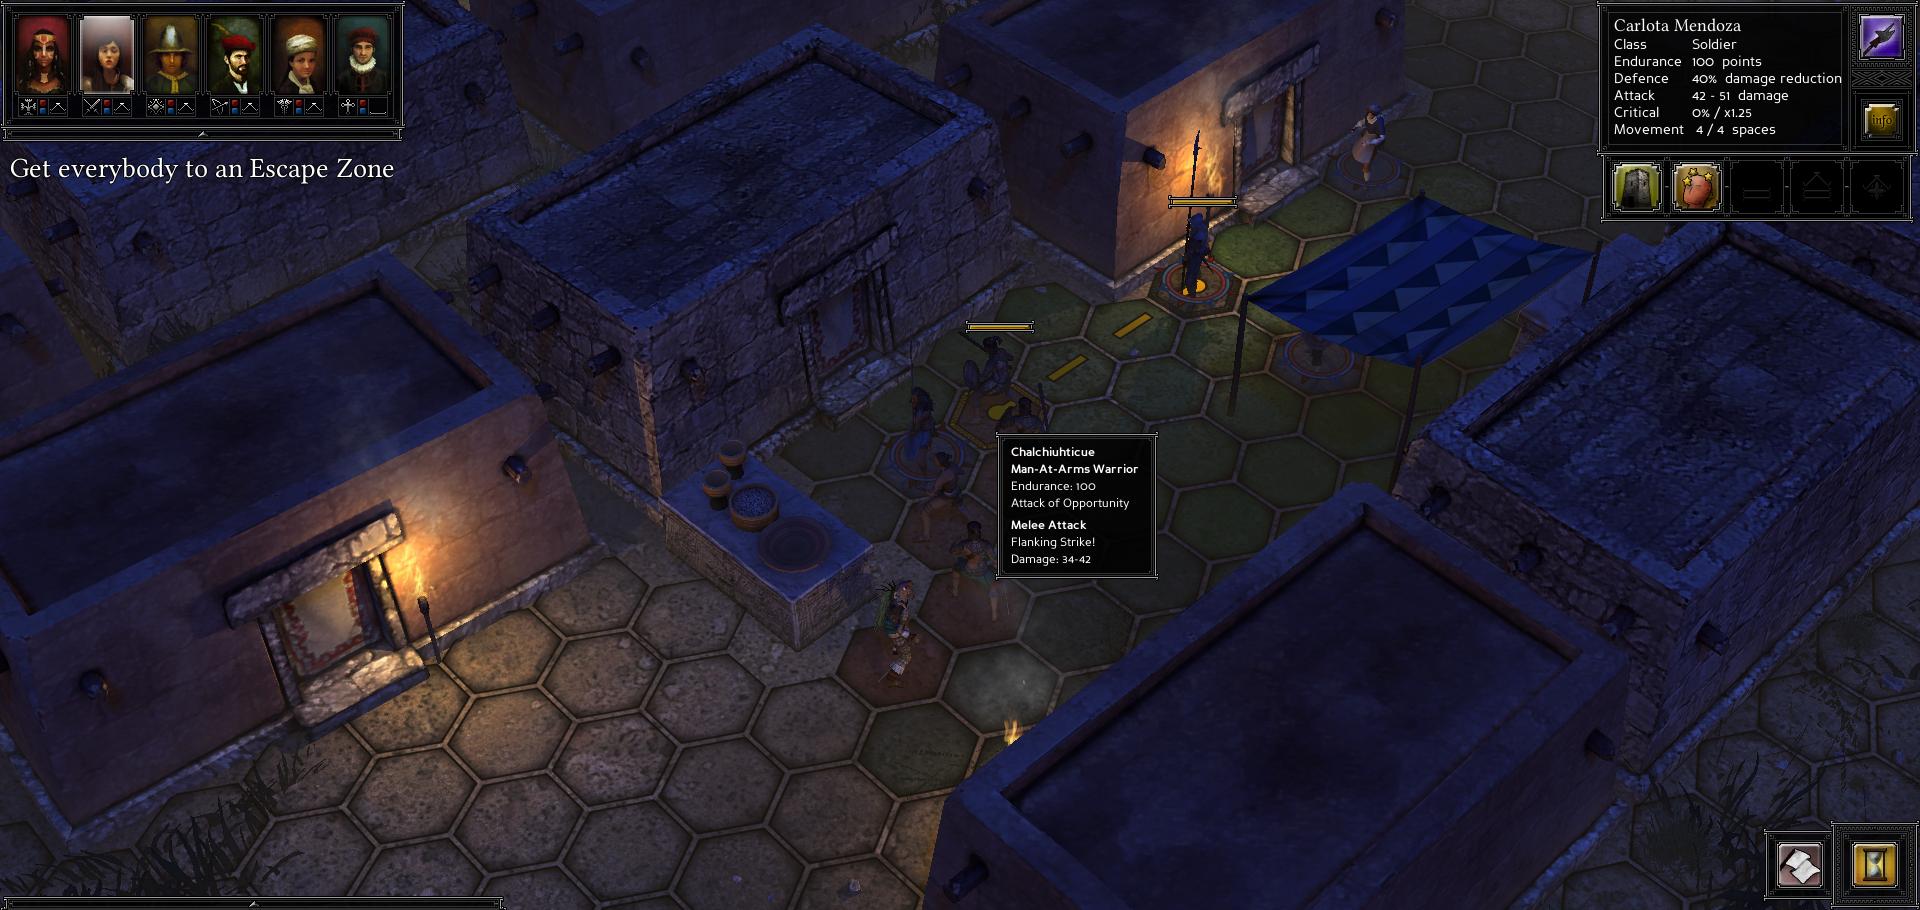 Get everybody to an Escape Zone
Carlota Mendoza
Class Soldier
Endurance 100 points
Defence 40% damage reduction
Attack 42 - 51 damage
Critical 0% / x1.25
Movement 4 / 4 spaces
info
Chalchiuhticue
Man-At-Arms Warrior
Endurance: 100
Attack of Opportunity
Melee Attack
Flanking Strike!
Damage: 34-42